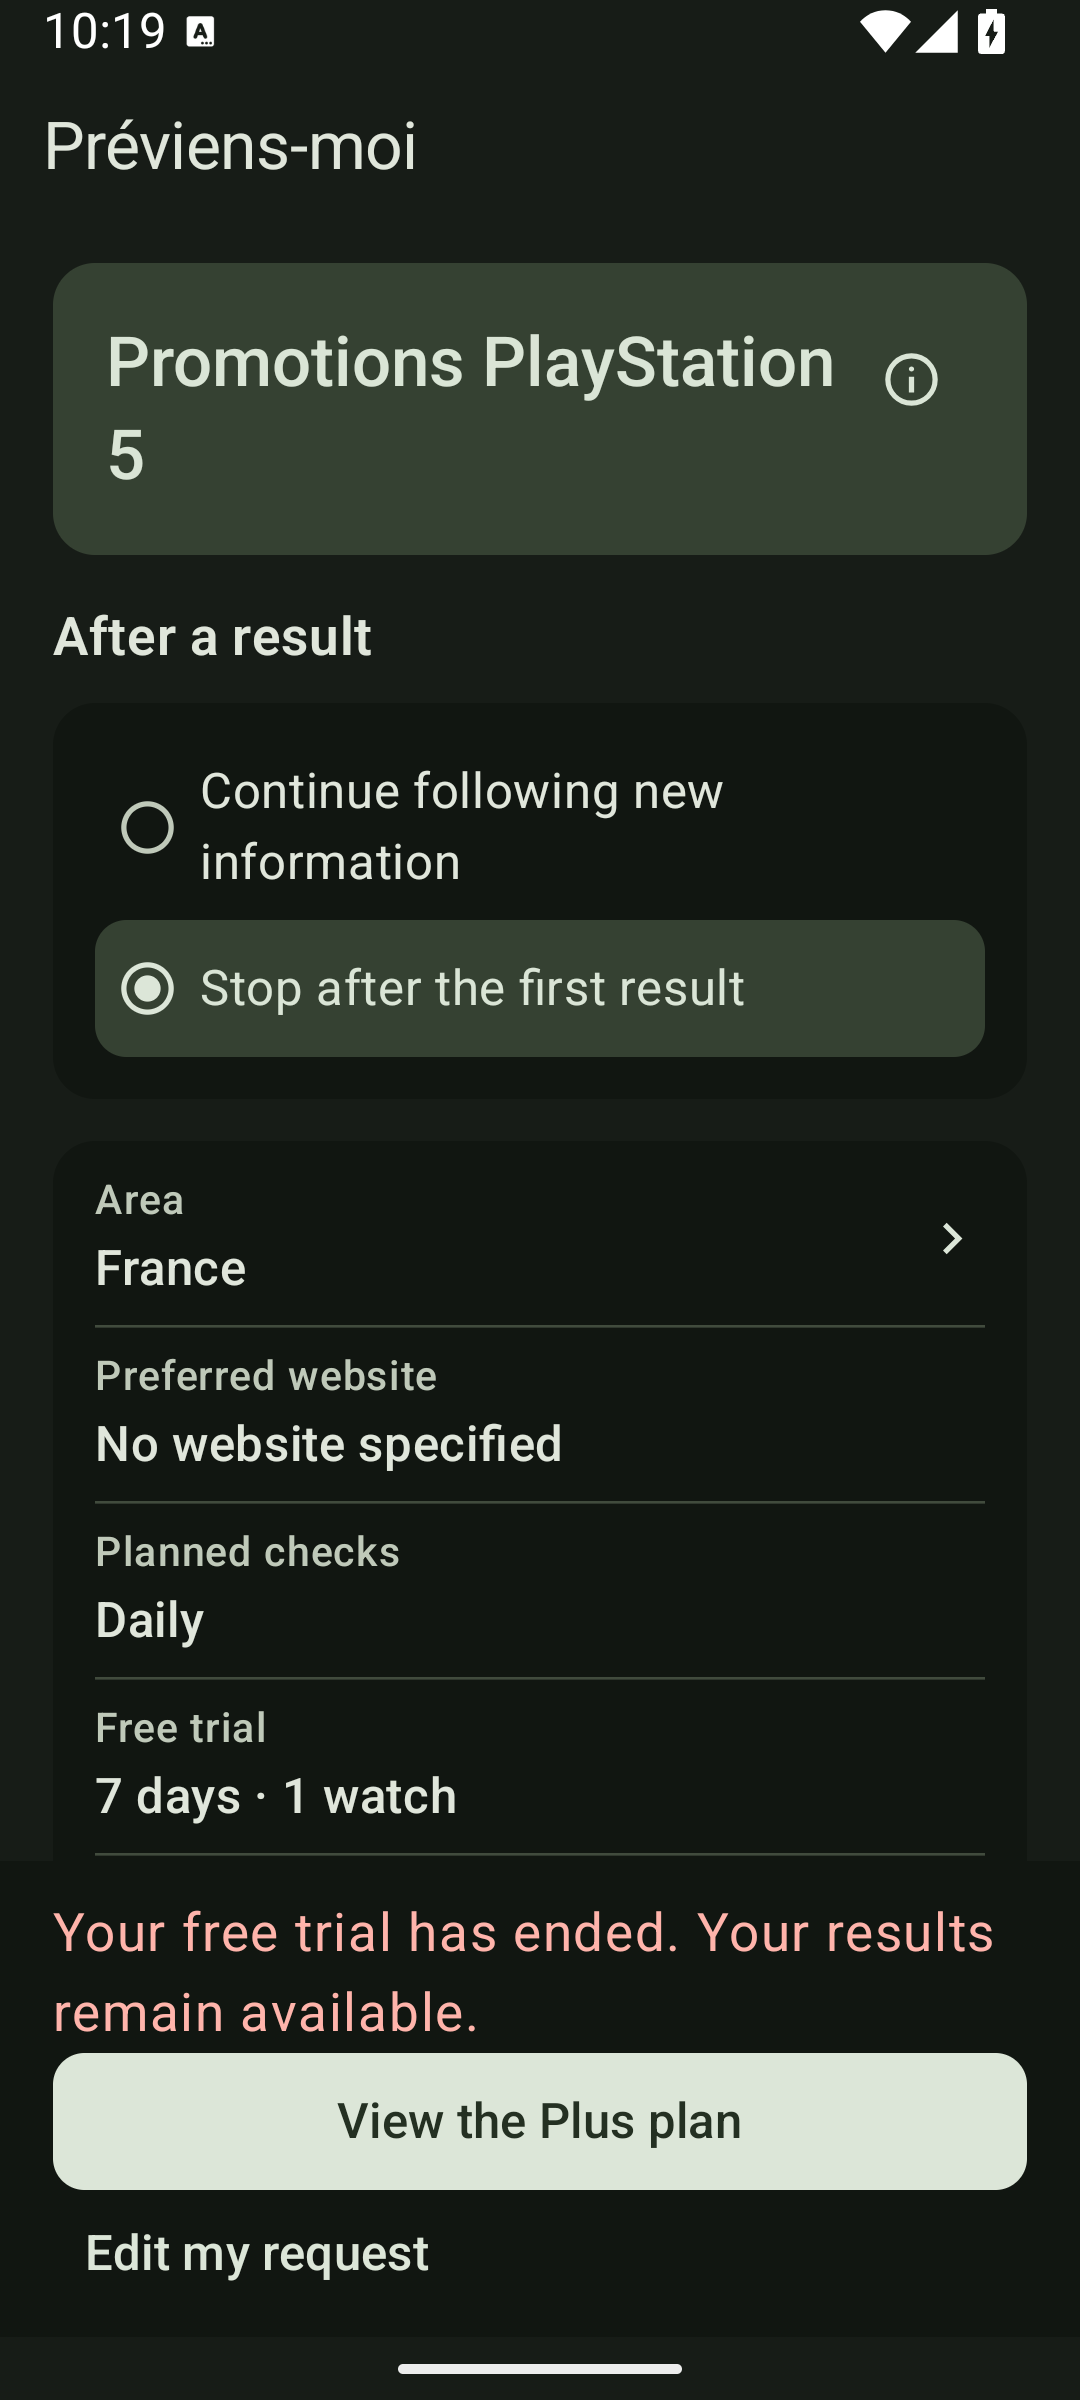 10:19
Préviens-moi
Promotions PlayStation
5
After a result
Continue following new
information
Stop after the first result
Area
France
Preferred website
No website specified
Planned checks
Daily
Free trial
7 days · 1 watch
Your free trial has ended. Your results
remain available.
View the Plus plan
Edit my request